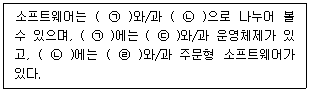 소프트웨어는 ( ㉠ )와/과 ( ㉡ )으로 나누어 볼
수 있으며, ( ㉠ )에는 ( ㉢ )와/과 운영체제가 있
고, ( ㉡ )에는 ( ㉣ )와/과 주문형 소프트웨어가
있다.